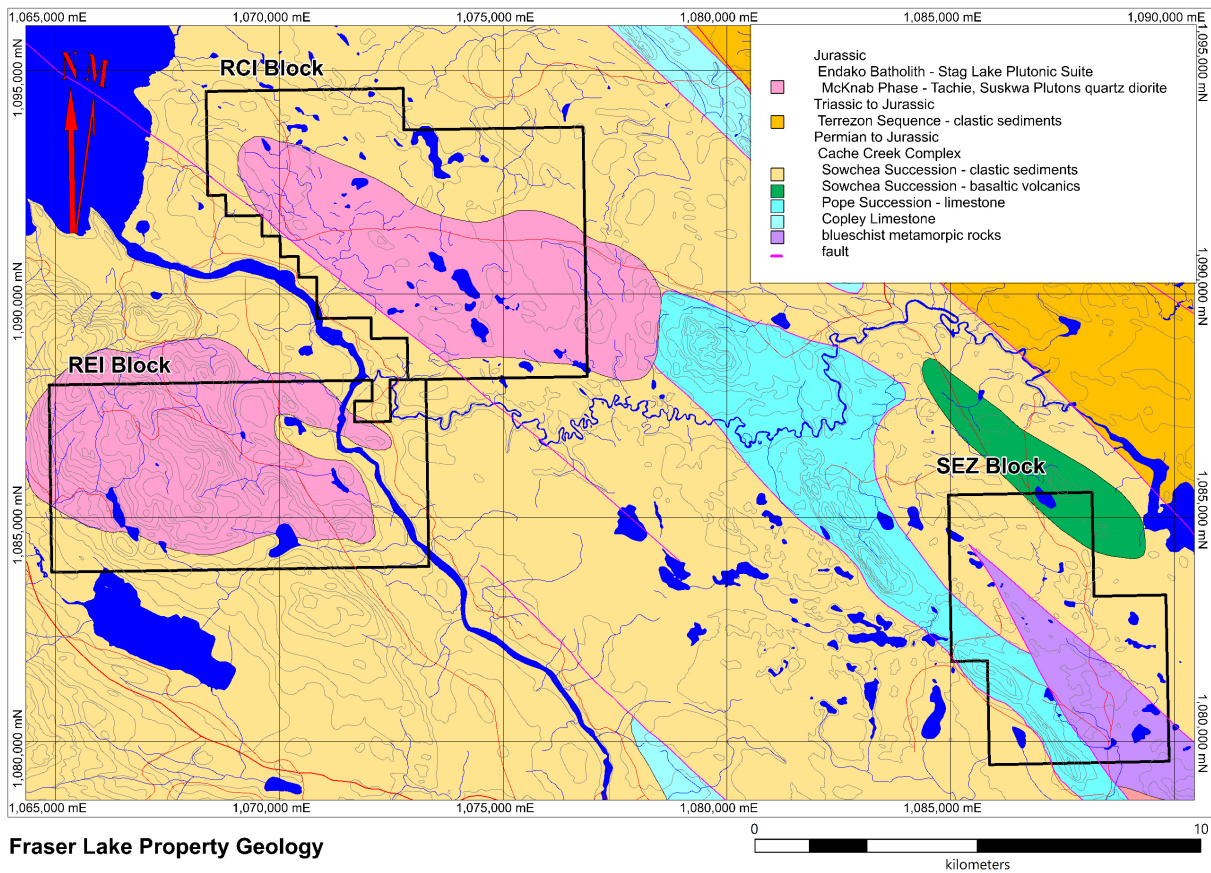 1,065,000 mE 1,070,000 mE 1,075,000 mE 1,080,000 mE 1,085,000 mE 1,090,000 mE
1,095,000 mN
1,090,000 mN
1,085,000 mN
1,080,000 mN
N M
RCI Block
REI Block
SEZ Block
Jurassic
Endako Batholith - Stag Lake Plutonic Suite
McKnab Phase - Tachie, Suskwa Plutons quartz diorite
Triassic to Jurassic
Terrezon Sequence - clastic sediments
Permian to Jurassic
Cache Creek Complex
Sowchea Succession - clastic sediments
Sowchea Succession - basaltic volcanics
Pope Succession - limestone
Copley Limestone
blueschist metamorpic rocks
fault
1,095,000 mN
1,090,000 mN
1,085,000 mN
1,080,000 mN
1,065,000 mE 1,070,000 mE 1,075,000 mE 1,080,000 mE 1,085,000 mE 1,090,000 mE
Fraser Lake Property Geology
0 10
kilometers